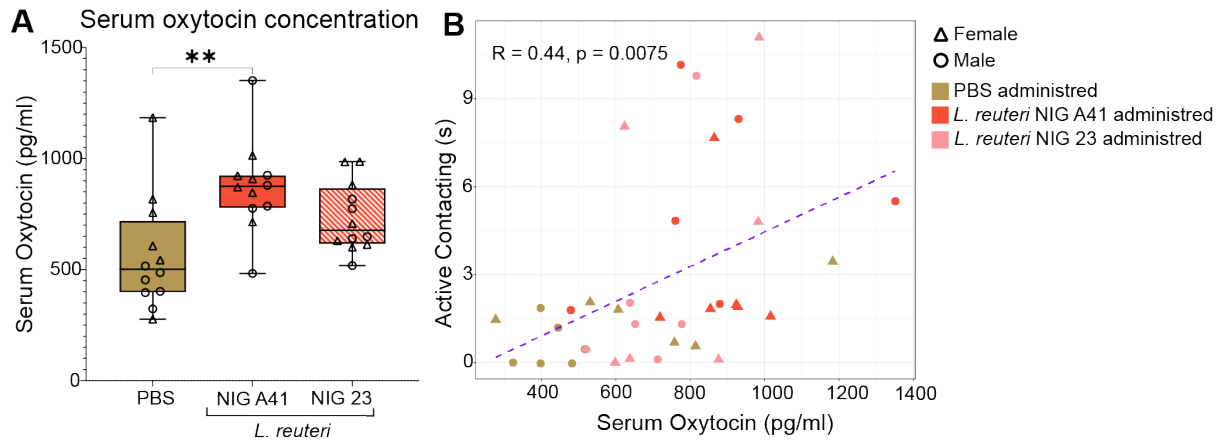 A
Serum oxytocin concentration
Serum Oxytocin (pg/ml)
1500
1000
500
0
**
PBS
NIG A41
NIG 23
L. reuteri
B
R = 0.44, p = 0.0075
Active Contacting (s)
9
6
3
0
400
600
800
1000
1200
1400
Serum Oxytocin (pg/ml)
Female
Male
PBS administred
L. reuteri NIG A41 administred
L. reuteri NIG 23 administred